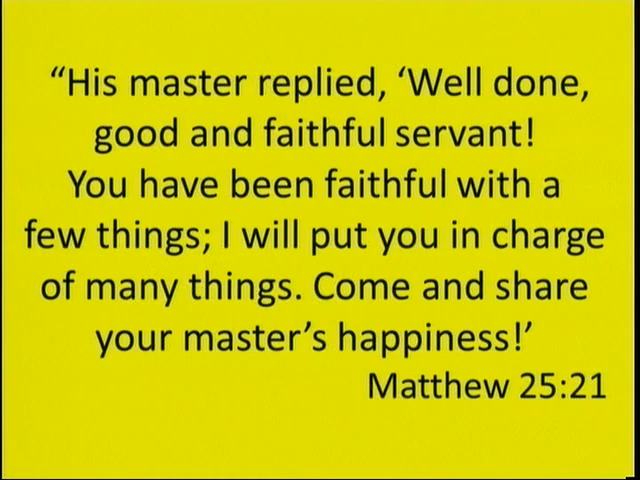 “His master replied, ‘Well done,
good and faithful servant!
You have been faithful with a
few things; I will put you in charge
of many things. Come and share
your master’s happiness!’
Matthew 25:21